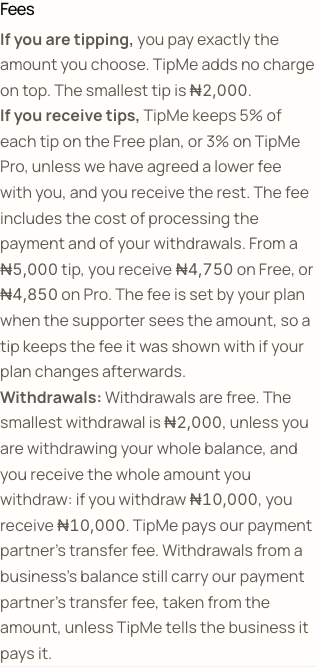 Fees
If you are tipping, you pay exactly the
amount you choose. TipMe adds no charge
on top. The smallest tip is ₦2,000.
If you receive tips, TipMe keeps 5% of
each tip on the Free plan, or 3% on TipMe
Pro, unless we have agreed a lower fee
with you, and you receive the rest. The fee
includes the cost of processing the
payment and of your withdrawals. From a
₦5,000 tip, you receive ₦4,750 on Free, or
₦4,850 on Pro. The fee is set by your plan
when the supporter sees the amount, so a
tip keeps the fee it was shown with if your
plan changes afterwards.
Withdrawals: Withdrawals are free. The
smallest withdrawal is ₦2,000, unless you
are withdrawing your whole balance, and
you receive the whole amount you
withdraw: if you withdraw ₦10,000, you
receive ₦10,000. TipMe pays our payment
partner's transfer fee. Withdrawals from a
business's balance still carry our payment
partner's transfer fee, taken from the
amount, unless TipMe tells the business it
pays it.